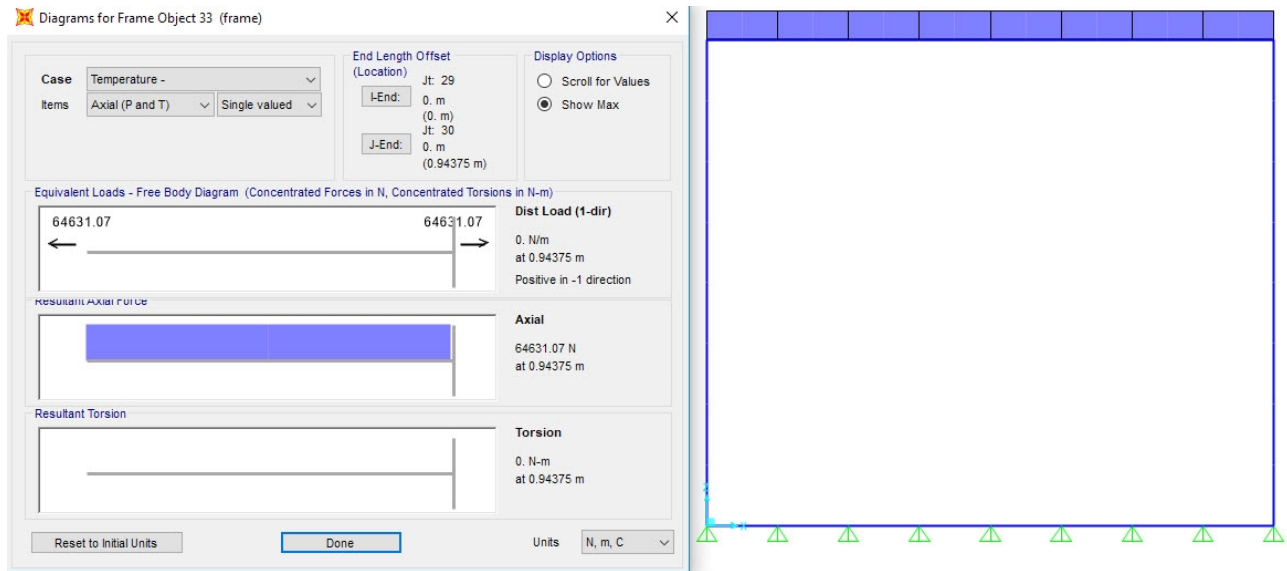 Diagrams for Frame Object 33 (frame)
Case
Temperature -
Items
Axial (P and T)
Single valued
End Length Offset
(Location)
Jt: 29
I-End:
0. m
(0. m)
Jt: 30
J-End:
0. m
(0.94375 m)
Display Options
Scroll for Values
Show Max
Equivalent Loads - Free Body Diagram (Concentrated Forces in N, Concentrated Torsions in N-m)
64631.07
64631.07
Dist Load (1-dir)
0. N/m
at 0.94375 m
Positive in -1 direction
Resultant Axial Force
Axial
64631.07 N
at 0.94375 m
Resultant Torsion
Torsion
0. N-m
at 0.94375 m
Reset to Initial Units
Done
Units
N, m, C